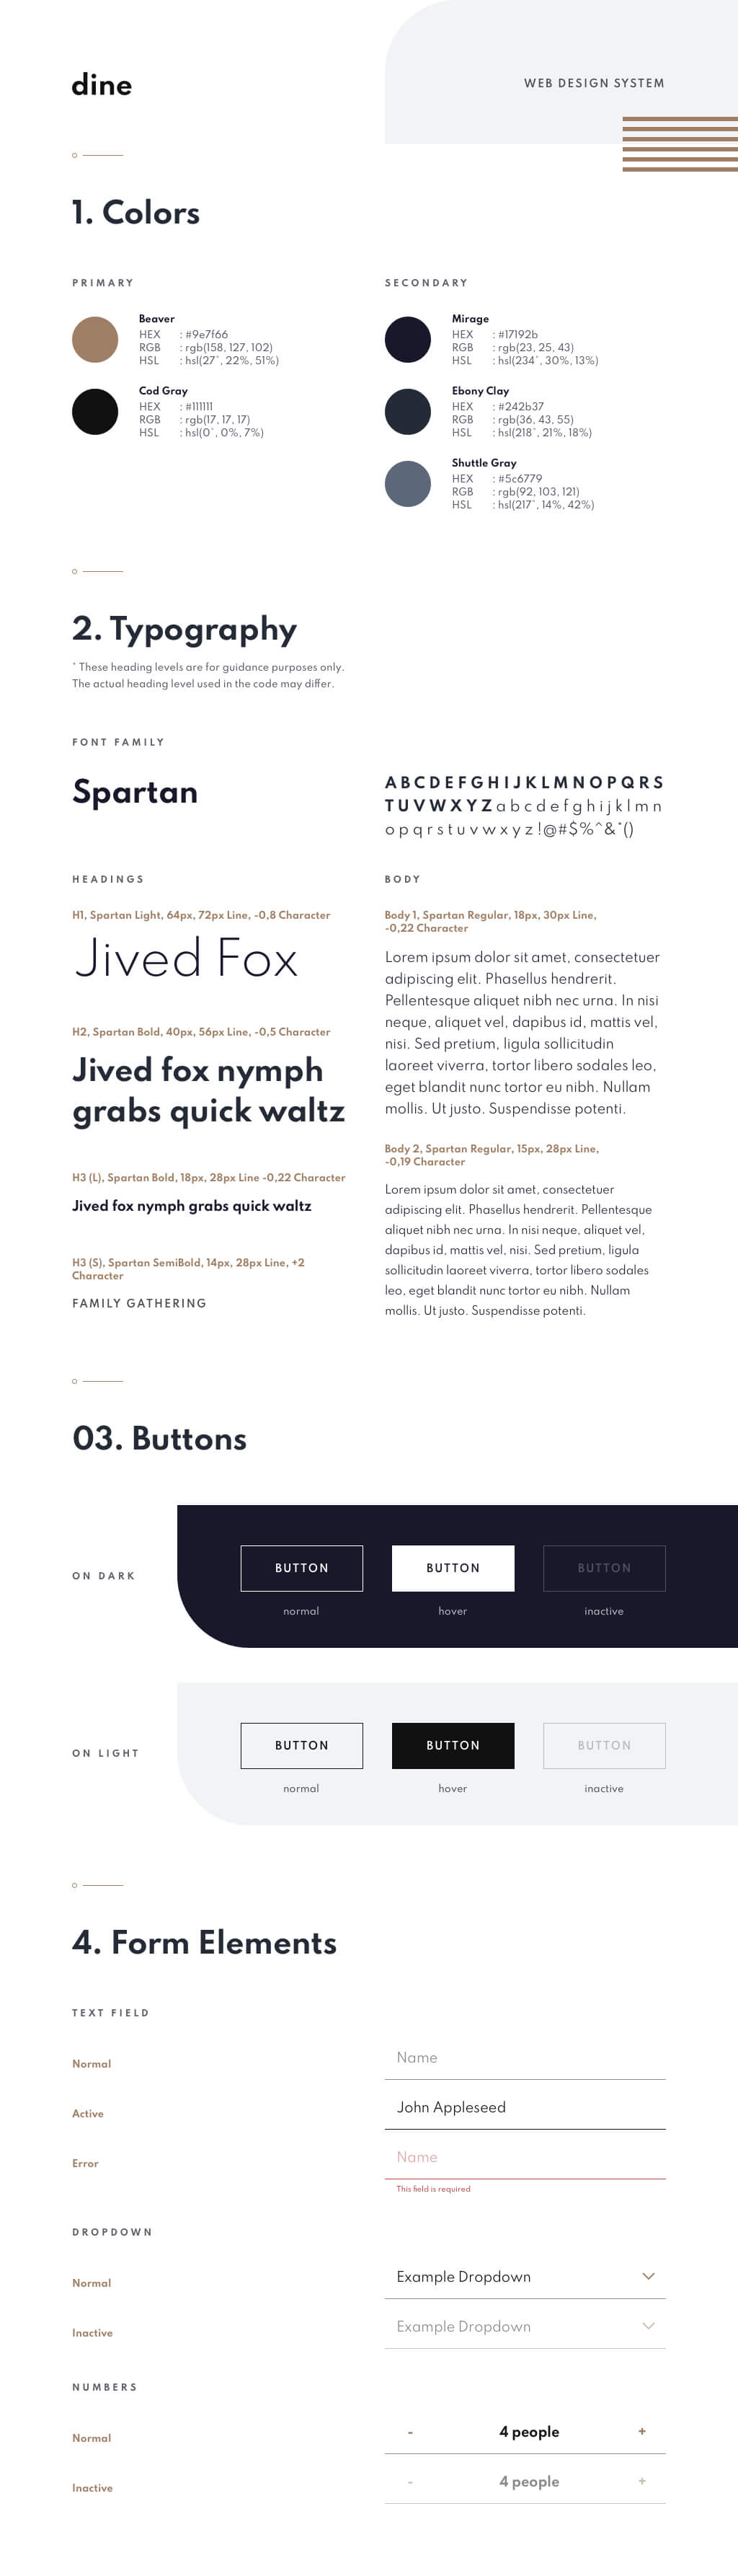 dine
WEB DESIGN SYSTEM
1. Colors
PRIMARY
Beaver
HEX : #9e7f66
RGB : rgb(158, 127, 102)
HSL : hsl(27°, 22%, 51%)
Cod Gray
HEX : #111111
RGB : rgb(17, 17, 17)
HSL : hsl(0°, 0%, 7%)
SECONDARY
Mirage
HEX : #17192b
RGB : rgb(23, 25, 43)
HSL : hsl(234°, 30%, 13%)
Ebony Clay
HEX : #242b37
RGB : rgb(36, 43, 55)
HSL : hsl(218°, 21%, 18%)
Shuttle Gray
HEX : #5c6779
RGB : rgb(92, 103, 121)
HSL : hsl(217°, 14%, 42%)
2. Typography
* These heading levels are for guidance purposes only.
The actual heading level used in the code may differ.
FONT FAMILY
Spartan
ABCDEFGHIJKLMNOPQRS
TUVWXYZabcdefghijklmn
opqrstuvwxyz!@#$%^&*()
HEADINGS
H1, Spartan Light, 64px, 72px Line, -0,8 Character
Jived Fox
H2, Spartan Bold, 40px, 56px Line, -0,5 Character
Jived fox nymph
grabs quick waltz
H3 (L), Spartan Bold, 18px, 28px Line -0,22 Character
Jived fox nymph grabs quick waltz
H3 (S), Spartan SemiBold, 14px, 28px Line, +2
Character
FAMILY GATHERING
BODY
Body 1, Spartan Regular, 18px, 30px Line,
-0,22 Character
Lorem ipsum dolor sit amet, consectetuer
adipiscing elit. Phasellus hendrerit.
Pellentesque aliquet nibh nec urna. In nisi
neque, aliquet vel, dapibus id, mattis vel,
nisi. Sed pretium, ligula sollicitudin
laoreet viverra, tortor libero sodales leo,
eget blandit nunc tortor eu nibh. Nullam
mollis. Ut justo. Suspendisse potenti.
Body 2, Spartan Regular, 15px, 28px Line,
-0,19 Character
Lorem ipsum dolor sit amet, consectetuer
adipiscing elit. Phasellus hendrerit. Pellentesque
aliquet nibh nec urna. In nisi neque, aliquet vel,
dapibus id, mattis vel, nisi. Sed pretium, ligula
sollicitudin laoreet viverra, tortor libero sodales
leo, eget blandit nunc tortor eu nibh. Nullam
mollis. Ut justo. Suspendisse potenti.
03. Buttons
ON DARK
BUTTON BUTTON BUTTON
normal hover inactive
ON LIGHT
BUTTON BUTTON BUTTON
normal hover inactive
4. Form Elements
TEXT FIELD
Normal
Name
Active
John Appleseed
Error
Name
This field is required
DROPDOWN
Normal
Example Dropdown
Inactive
Example Dropdown
NUMBERS
Normal
- 4 people +
Inactive
- 4 people +